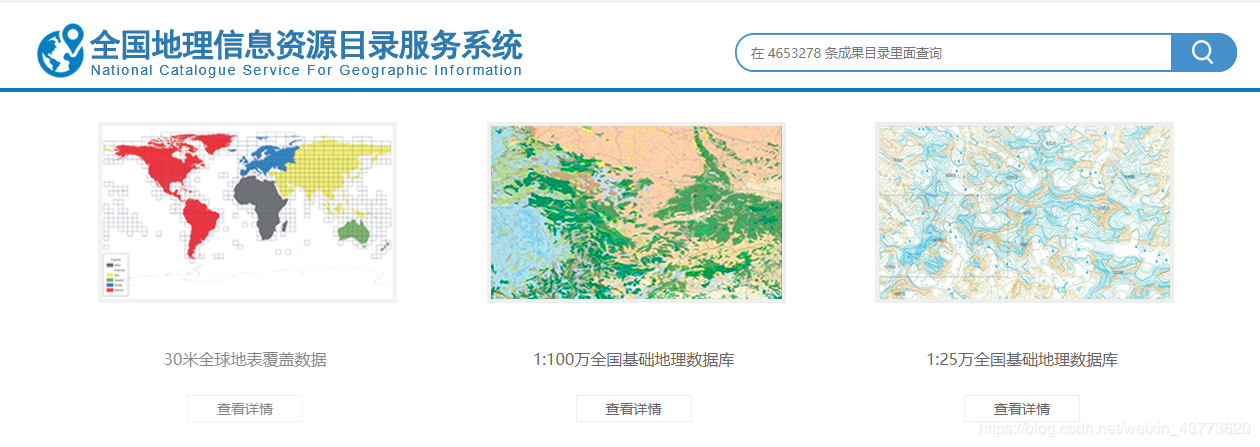 全国地理信息资源目录服务系统
National Catalogue Service For Geographic Information
在 4653278 条成果目录里面查询
30米全球地表覆盖数据
1:100万全国基础地理数据库
1:25万全国基础地理数据库
查看详情
查看详情
查看详情
https://blog.csdn.net/weixin_43773620